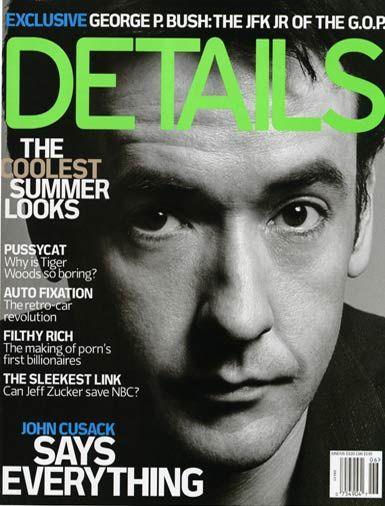 EXCLUSIVE GEORGE P. BUSH: THE JFK JR OF THE G.O.P.
DETAILS
THE
COOLEST
SUMMER
LOOKS
PUSSYCAT
Why is Tiger
Woods so boring?
AUTO FIXATION
The retro-car
revolution
FILTHY RICH
The making of porn's
first billionaires
THE SLEEKEST LINK
Can Jeff Zucker save NBC?
JOHN CUSACK
SAYS
EVERYTHING
06